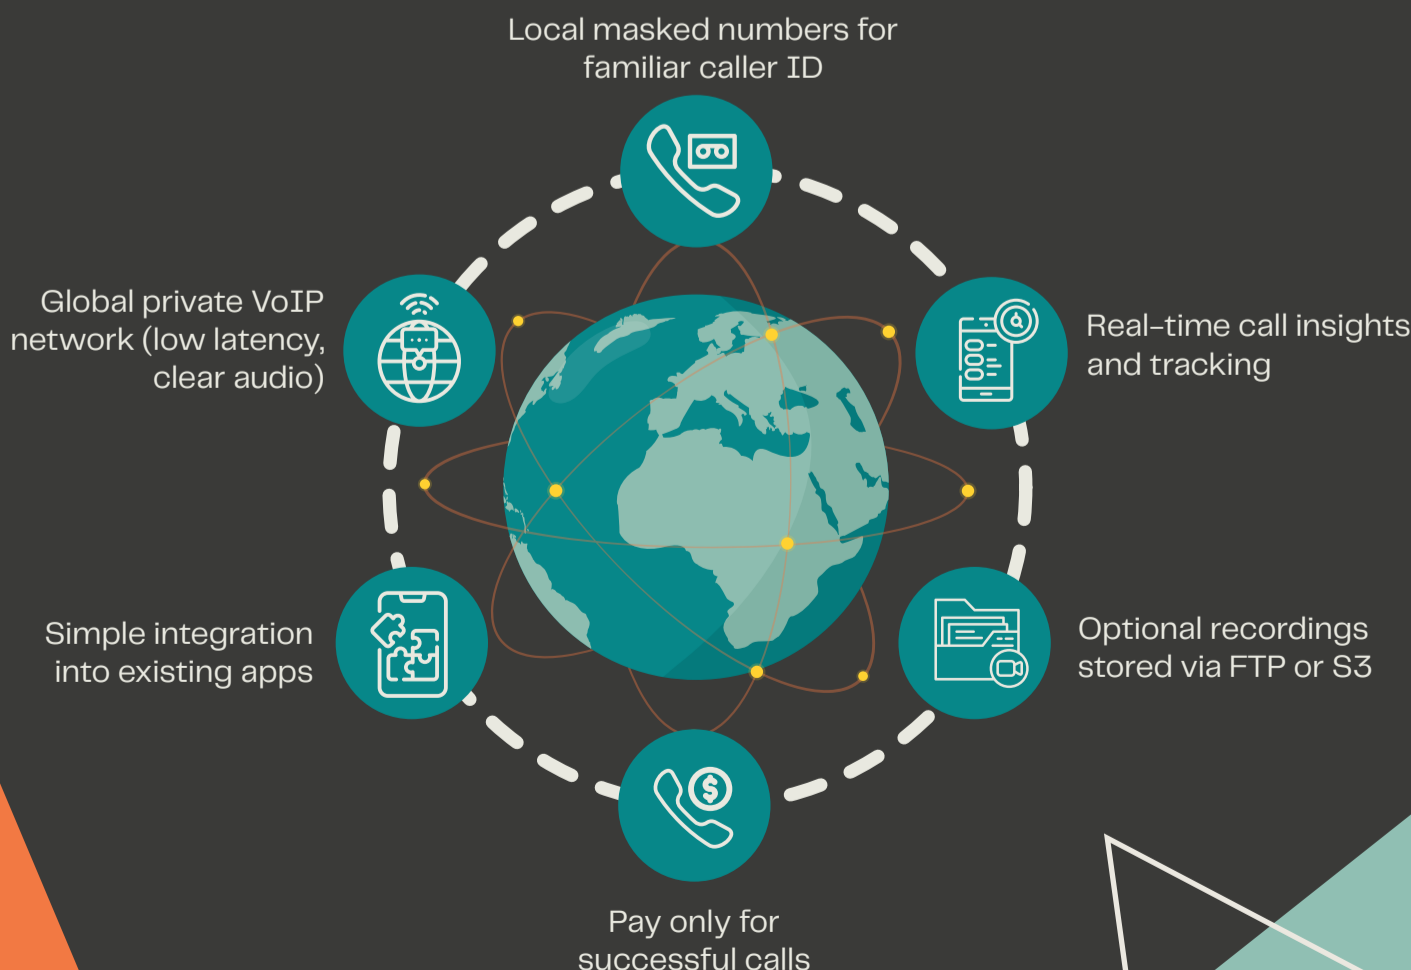 Local masked numbers for
familiar caller ID
Global private VoIP
network (low latency,
clear audio)
Real-time call insights
and tracking
Simple integration
into existing apps
Optional recordings
stored via FTP or S3
Pay only for
successful calls